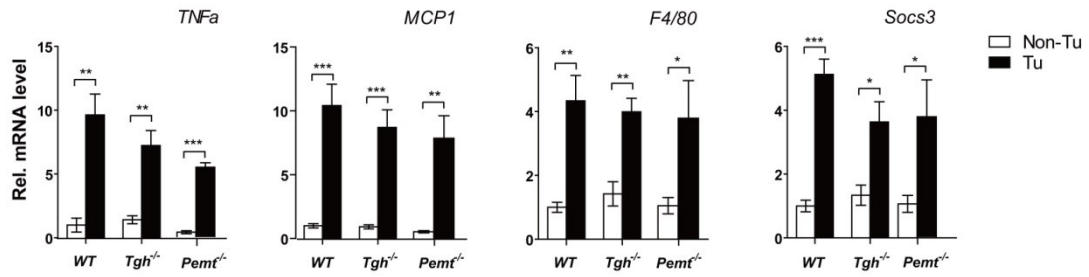 TNFa
MCP1
F4/80
Socs3
Non-Tu
Tu
Rel. mRNA level
15
10
5
0
** ** ***
WT Tgh-/- Pemt-/-
15
10
5
0
*** *** **
WT Tgh-/- Pemt-/-
6
4
2
0
** ** *
WT Tgh-/- Pemt-/-
6
4
2
0
*** * *
WT Tgh-/- Pemt-/-